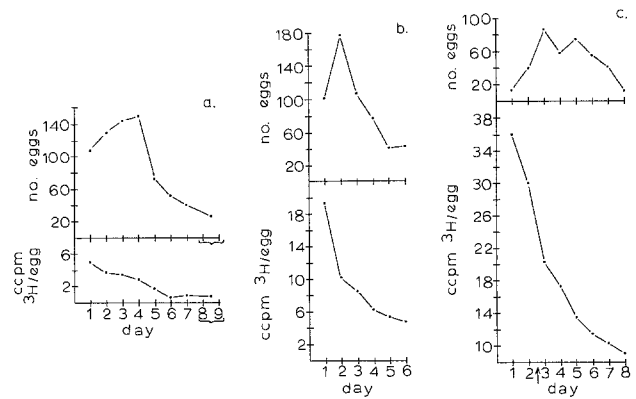 a.
no. eggs
140
100
60
20
ccpm
³H/egg
6
2
1 2 3 4 5 6 7 8 9
day
b.
no. eggs
180
140
100
60
20
ccpm ³H/egg
18
14
10
6
2
1 2 3 4 5 6
day
c.
no. eggs
100
60
20
ccpm ³H/egg
38
34
30
26
22
18
14
10
1 2 3 4 5 6 7 8
day